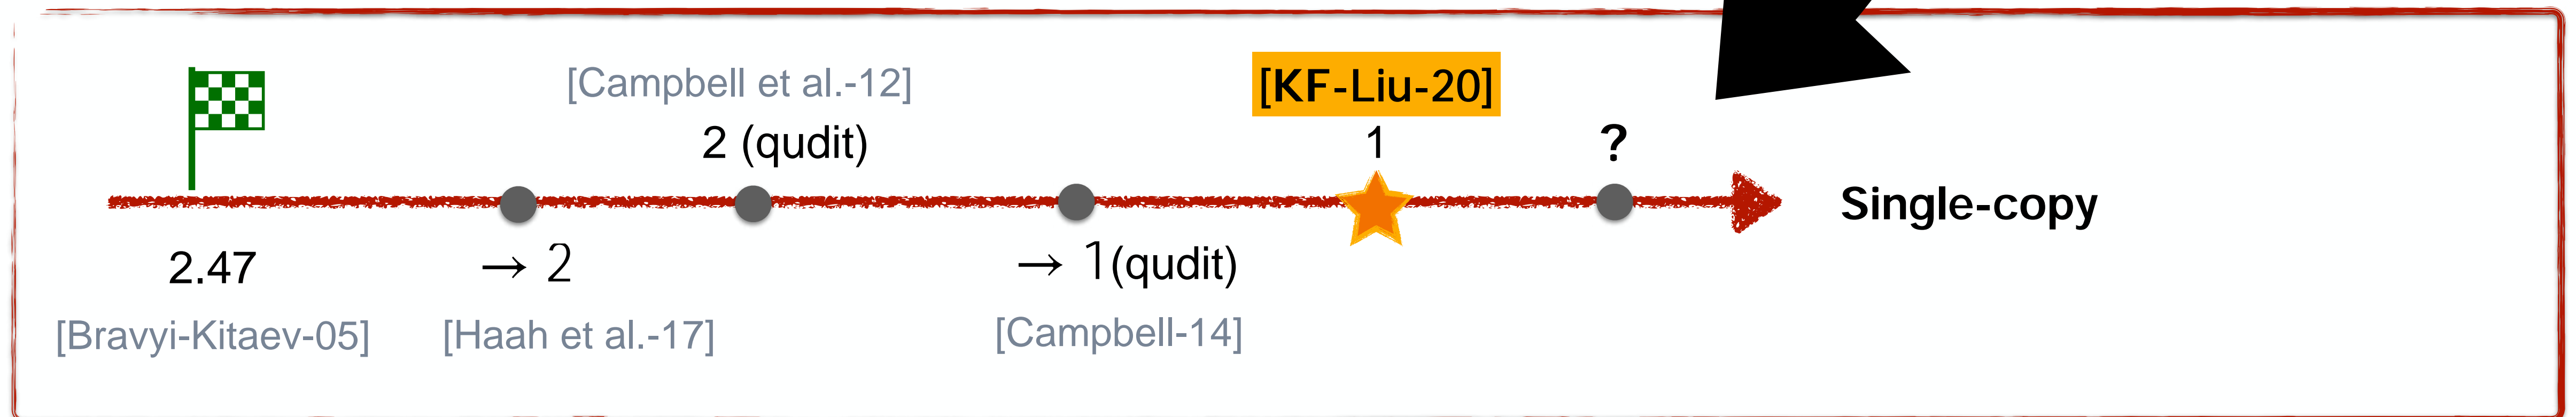 [Campbell et al.-12]
[KF-Liu-20]
2 (qudit)
1
?
Single-copy
2.47
→ 2
→ 1(qudit)
[Bravyi-Kitaev-05]
[Haah et al.-17]
[Campbell-14]